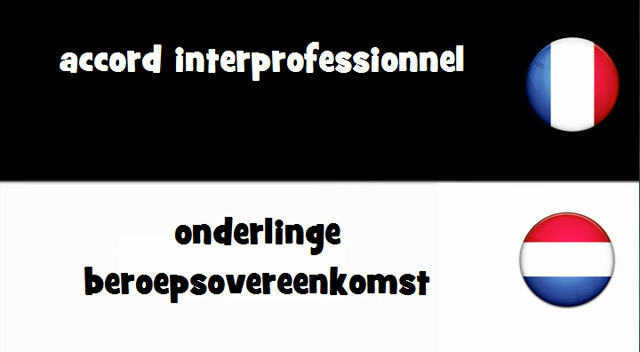 accord interprofessionnel
onderlinge
beroepsovereenkomst